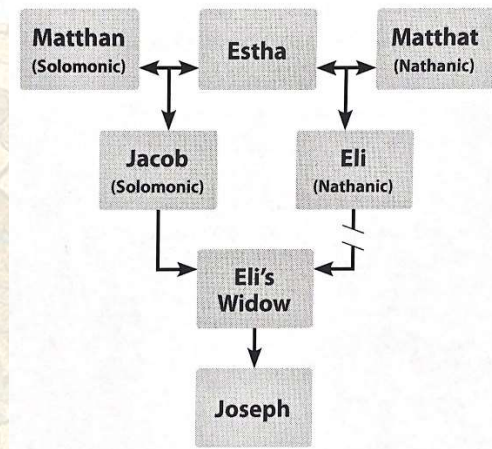 Matthan
(Solomonic)
Estha
Matthat
(Nathanic)
Jacob
(Solomonic)
Eli
(Nathanic)
Eli's
Widow
Joseph